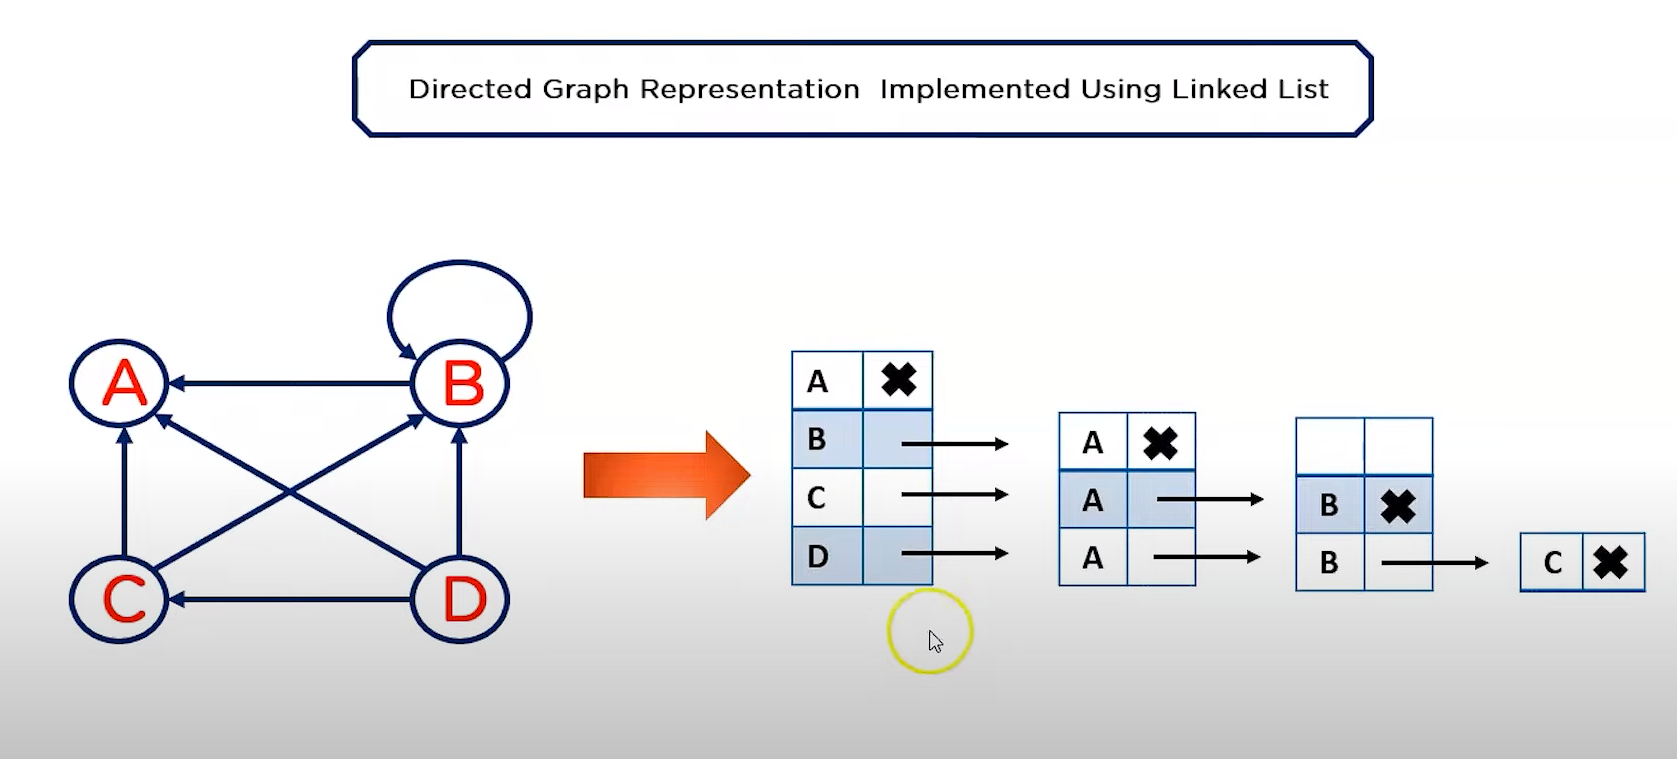 Directed Graph Representation  Implemented Using Linked List
A B
C D
A
B A
C A B
D A B C